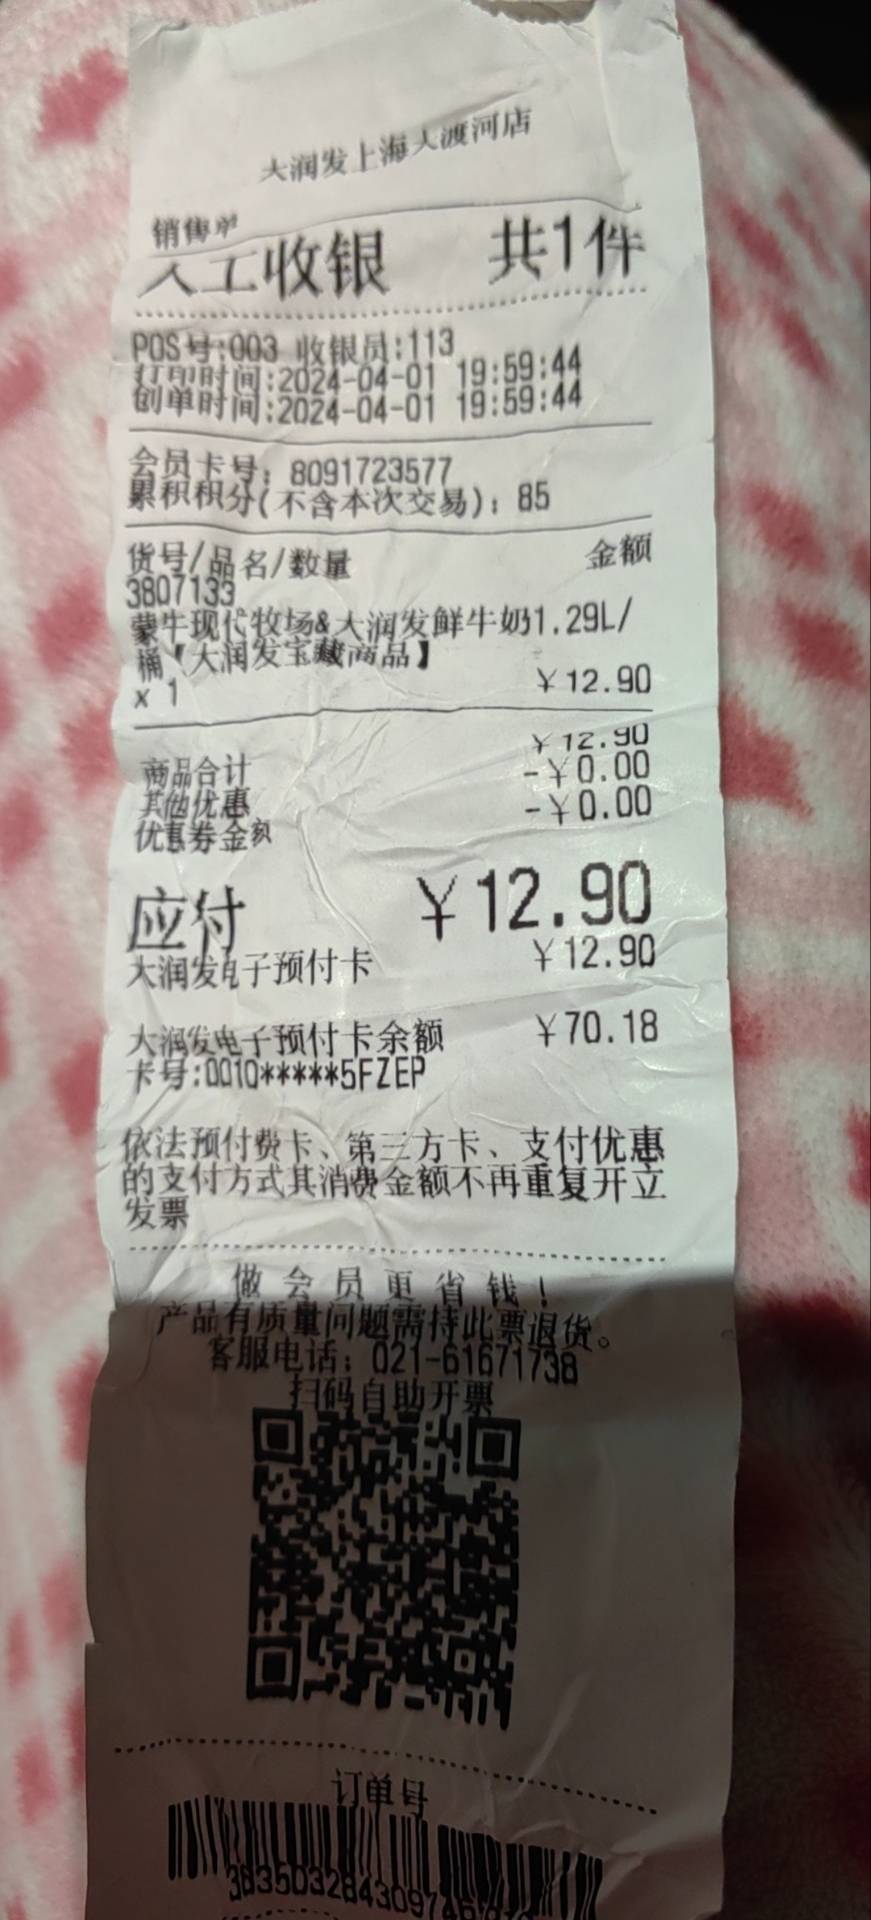 大润发上海大渡河店
销售单
人工收银 共1件
POS号:003 收银员:113
打印时间:2024-04-01 19:59:44
创单时间:2024-04-01 19:59:44
会员卡号: 8091723577
累积积分(不含本次交易): 85
货号/品名/数量 金额
3807133
蒙牛现代牧场&大润发鲜牛奶1.29L/
桶【大润发宝藏商品】
x 1 ￥12.90
商品合计 ￥12.90
其他优惠 -￥0.00
优惠券金额 -￥0.00
应付 ￥12.90
大润发电子预付卡 ￥12.90
大润发电子预付卡余额 ￥70.18
卡号:0010*****5FZEP
依法预付费卡、第三方卡、支付优惠
的支付方式其消费金额不再重复开立
发票
做会员更省钱!
产品有质量问题需持此票退货。
客服电话: 021-61671738
扫码自助开票
订单号